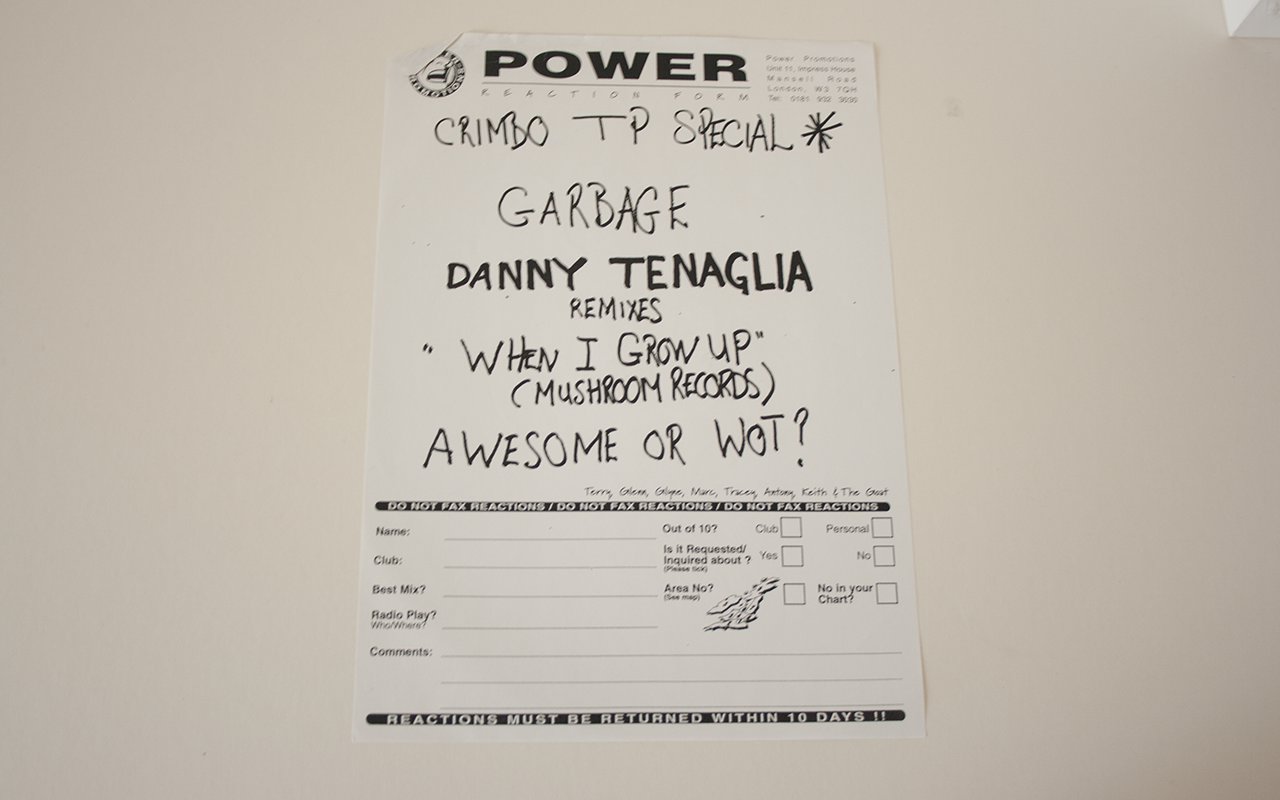 POWER
REACTION FORM
Power Promotions
Unit 11, Impress House
Mansell Road
London, W3 7QH
Tel: 0181 932 3030
CRIMBO TP SPECIAL *
GARBAGE
DANNY TENAGLIA
REMIXES
"WHEN I GROW UP"
(MUSHROOM RECORDS)
AWESOME OR WOT?
Terry, Glenn, Glyne, Marc, Tracey, Antony, Keith & The Goat
DO NOT FAX REACTIONS / DO NOT FAX REACTIONS / DO NOT FAX REACTIONS
Name:
Out of 10? Club Personal
Club:
Is it Requested/
Inquired about ? Yes No
(Please tick)
Best Mix?
Area No?
(See map)
No in your
Chart?
Radio Play?
Who/Where?
Comments:
REACTIONS MUST BE RETURNED WITHIN 10 DAYS !!